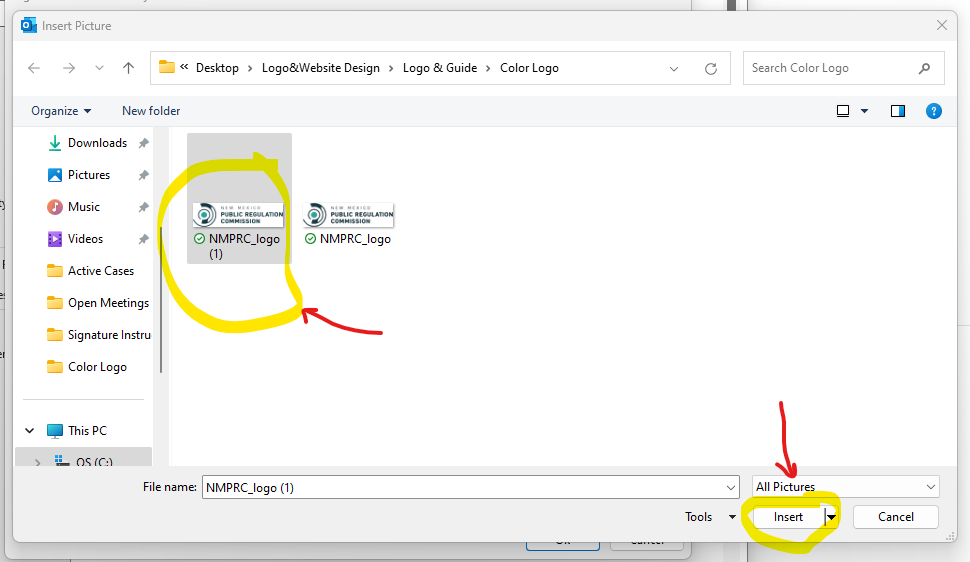 Insert Picture
« Desktop › Logo&Website Design › Logo & Guide › Color Logo
Search Color Logo
Organize
New folder
Downloads
Pictures
Music
Videos
Active Cases
Open Meetings
Signature Instru
Color Logo
This PC
OS (C:)
NEW MEXICO
PUBLIC REGULATION
COMMISSION
NMPRC_logo
(1)
NEW MEXICO
PUBLIC REGULATION
COMMISSION
NMPRC_logo
File name:
NMPRC_logo (1)
All Pictures
Tools
Insert
Cancel